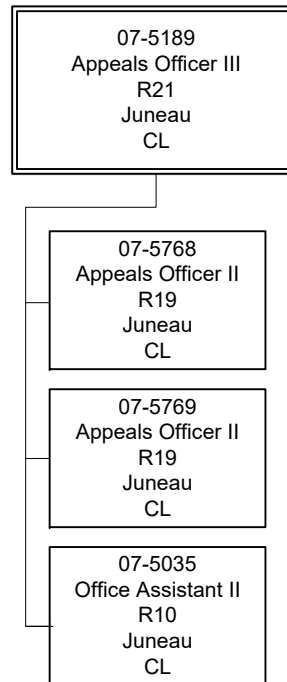 07-5189
Appeals Officer III
R21
Juneau
CL
07-5768
Appeals Officer II
R19
Juneau
CL
07-5769
Appeals Officer II
R19
Juneau
CL
07-5035
Office Assistant II
R10
Juneau
CL